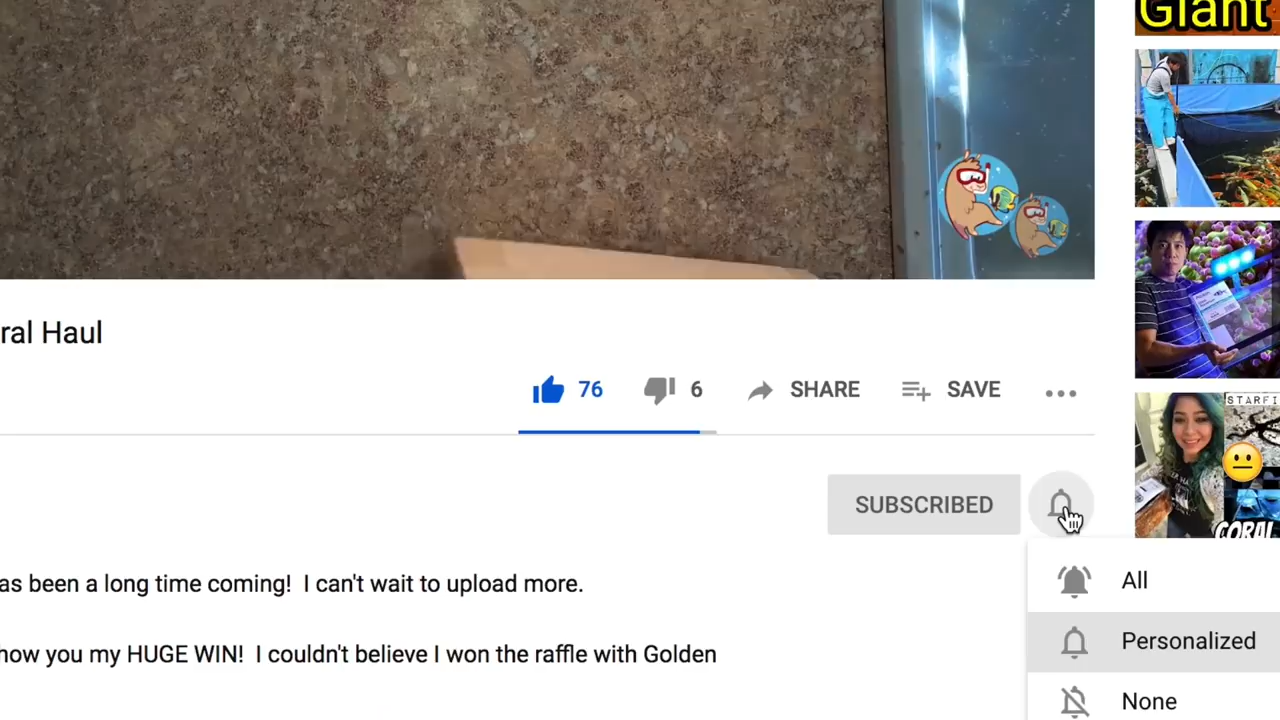 Giant
ral Haul
76 6 SHARE SAVE
STARFI
SUBSCRIBED
CORAL
as been a long time coming! I can't wait to upload more.
All
Personalized
how you my HUGE WIN! I couldn't believe I won the raffle with Golden
None